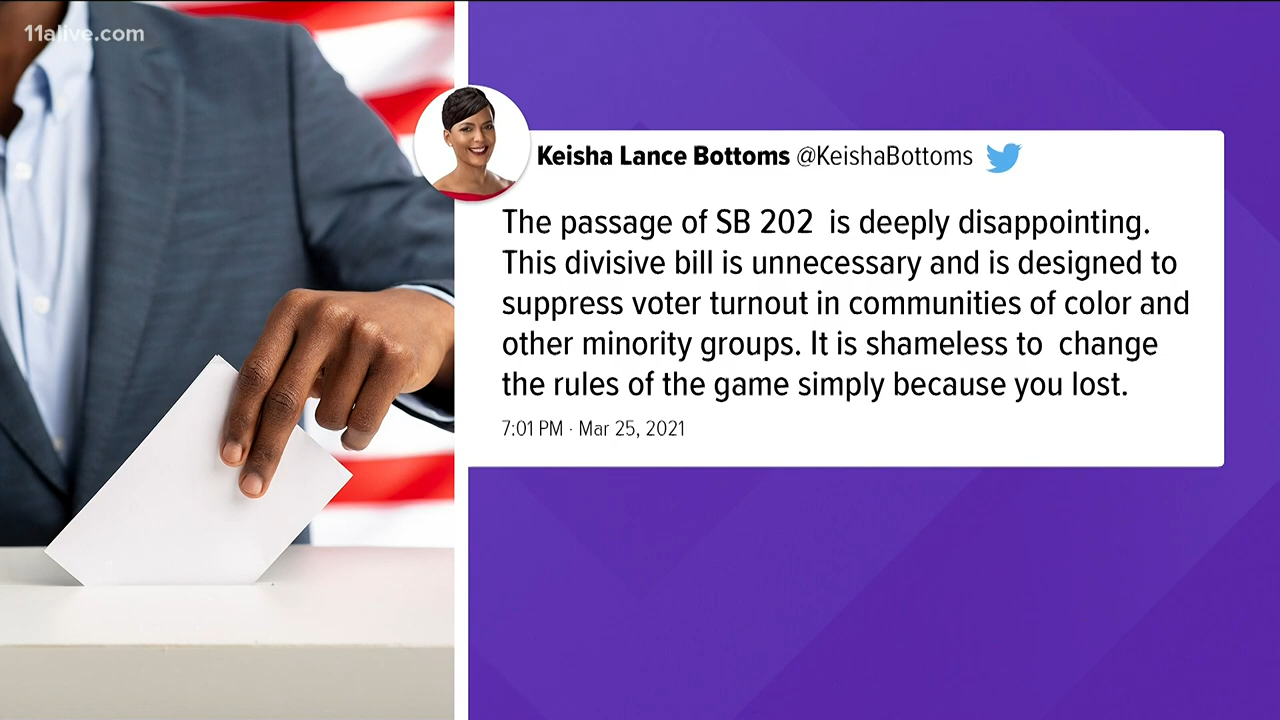 11alive.com
Keisha Lance Bottoms @KeishaBottoms
The passage of SB 202  is deeply disappointing.
This divisive bill is unnecessary and is designed to
suppress voter turnout in communities of color and
other minority groups. It is shameless to  change
the rules of the game simply because you lost.
7:01 PM · Mar 25, 2021